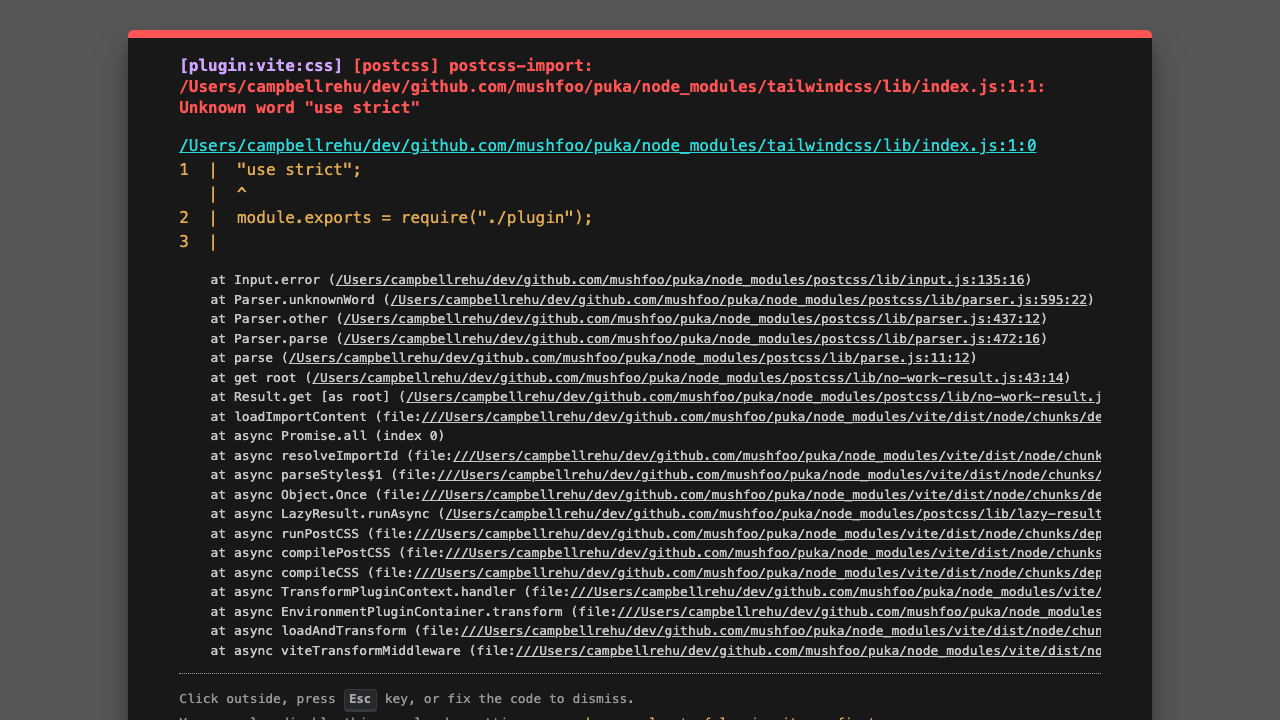 [plugin:vite:css] [postcss] postcss-import:
/Users/campbellrehu/dev/github.com/mushfoo/puka/node_modules/tailwindcss/lib/index.js:1:1:
Unknown word "use strict"
/Users/campbellrehu/dev/github.com/mushfoo/puka/node_modules/tailwindcss/lib/index.js:1:0
1 | "use strict";
| ^
2 | module.exports = require("./plugin");
3 |
at Input.error (/Users/campbellrehu/dev/github.com/mushfoo/puka/node_modules/postcss/lib/input.js:135:16)
at Parser.unknownWord (/Users/campbellrehu/dev/github.com/mushfoo/puka/node_modules/postcss/lib/parser.js:595:22)
at Parser.other (/Users/campbellrehu/dev/github.com/mushfoo/puka/node_modules/postcss/lib/parser.js:437:12)
at Parser.parse (/Users/campbellrehu/dev/github.com/mushfoo/puka/node_modules/postcss/lib/parser.js:472:16)
at parse (/Users/campbellrehu/dev/github.com/mushfoo/puka/node_modules/postcss/lib/parse.js:11:12)
at get root (/Users/campbellrehu/dev/github.com/mushfoo/puka/node_modules/postcss/lib/no-work-result.js:43:14)
at Result.get [as root] (/Users/campbellrehu/dev/github.com/mushfoo/puka/node_modules/postcss/lib/no-work-result.j
at loadImportContent (file:///Users/campbellrehu/dev/github.com/mushfoo/puka/node_modules/vite/dist/node/chunks/de
at async Promise.all (index 0)
at async resolveImportId (file:///Users/campbellrehu/dev/github.com/mushfoo/puka/node_modules/vite/dist/node/chunk
at async parseStyles$1 (file:///Users/campbellrehu/dev/github.com/mushfoo/puka/node_modules/vite/dist/node/chunks/
at async Object.Once (file:///Users/campbellrehu/dev/github.com/mushfoo/puka/node_modules/vite/dist/node/chunks/de
at async LazyResult.runAsync (/Users/campbellrehu/dev/github.com/mushfoo/puka/node_modules/postcss/lib/lazy-result
at async runPostCSS (file:///Users/campbellrehu/dev/github.com/mushfoo/puka/node_modules/vite/dist/node/chunks/dep
at async compilePostCSS (file:///Users/campbellrehu/dev/github.com/mushfoo/puka/node_modules/vite/dist/node/chunks
at async compileCSS (file:///Users/campbellrehu/dev/github.com/mushfoo/puka/node_modules/vite/dist/node/chunks/dep
at async TransformPluginContext.handler (file:///Users/campbellrehu/dev/github.com/mushfoo/puka/node_modules/vite/
at async EnvironmentPluginContainer.transform (file:///Users/campbellrehu/dev/github.com/mushfoo/puka/node_modules
at async loadAndTransform (file:///Users/campbellrehu/dev/github.com/mushfoo/puka/node_modules/vite/dist/node/chun
at async viteTransformMiddleware (file:///Users/campbellrehu/dev/github.com/mushfoo/puka/node_modules/vite/dist/no
Click outside, press Esc key, or fix the code to dismiss.